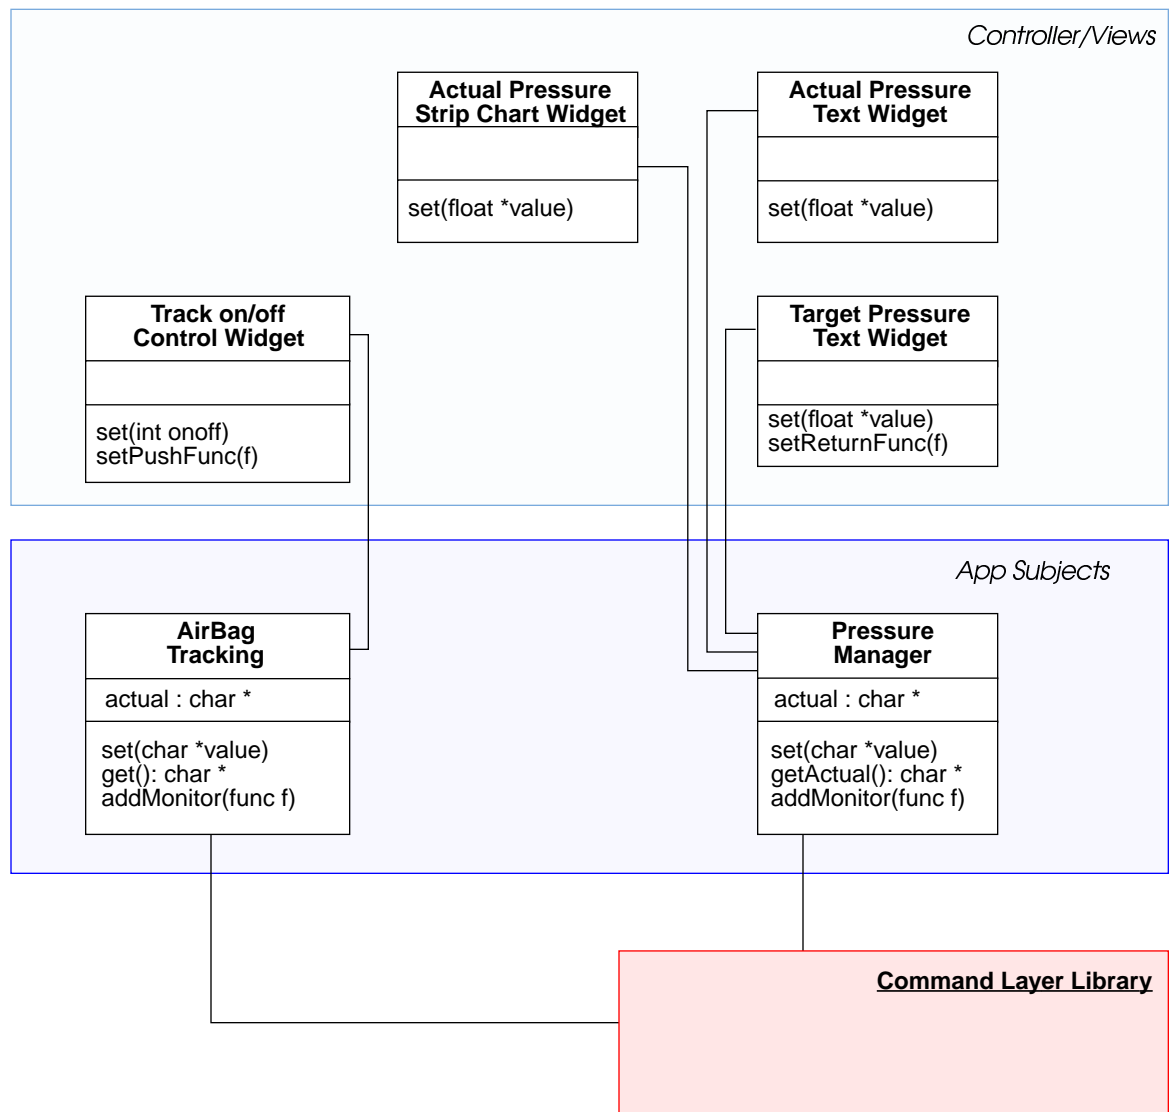 Controller/Views
Actual Pressure
Strip Chart Widget
set(float *value)
Actual Pressure
Text Widget
set(float *value)
Track on/off
Control Widget
set(int onoff)
setPushFunc(f)
Target Pressure
Text Widget
set(float *value)
setReturnFunc(f)
App Subjects
AirBag
Tracking
actual : char *
set(char *value)
get(): char *
addMonitor(func f)
Pressure
Manager
actual : char *
set(char *value)
getActual(): char *
addMonitor(func f)
Command Layer Library